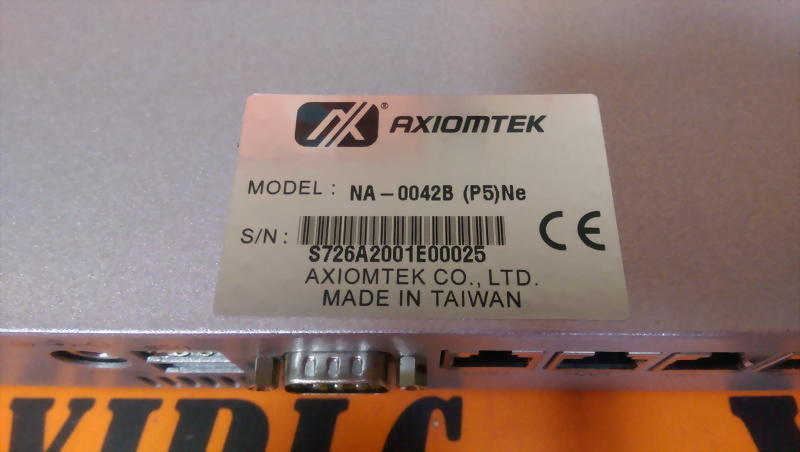 AXIOMTEK
MODEL : NA-0042B (P5)Ne
S/N :
S726A2001E00025
CE
AXIOMTEK CO., LTD.
MADE IN TAIWAN